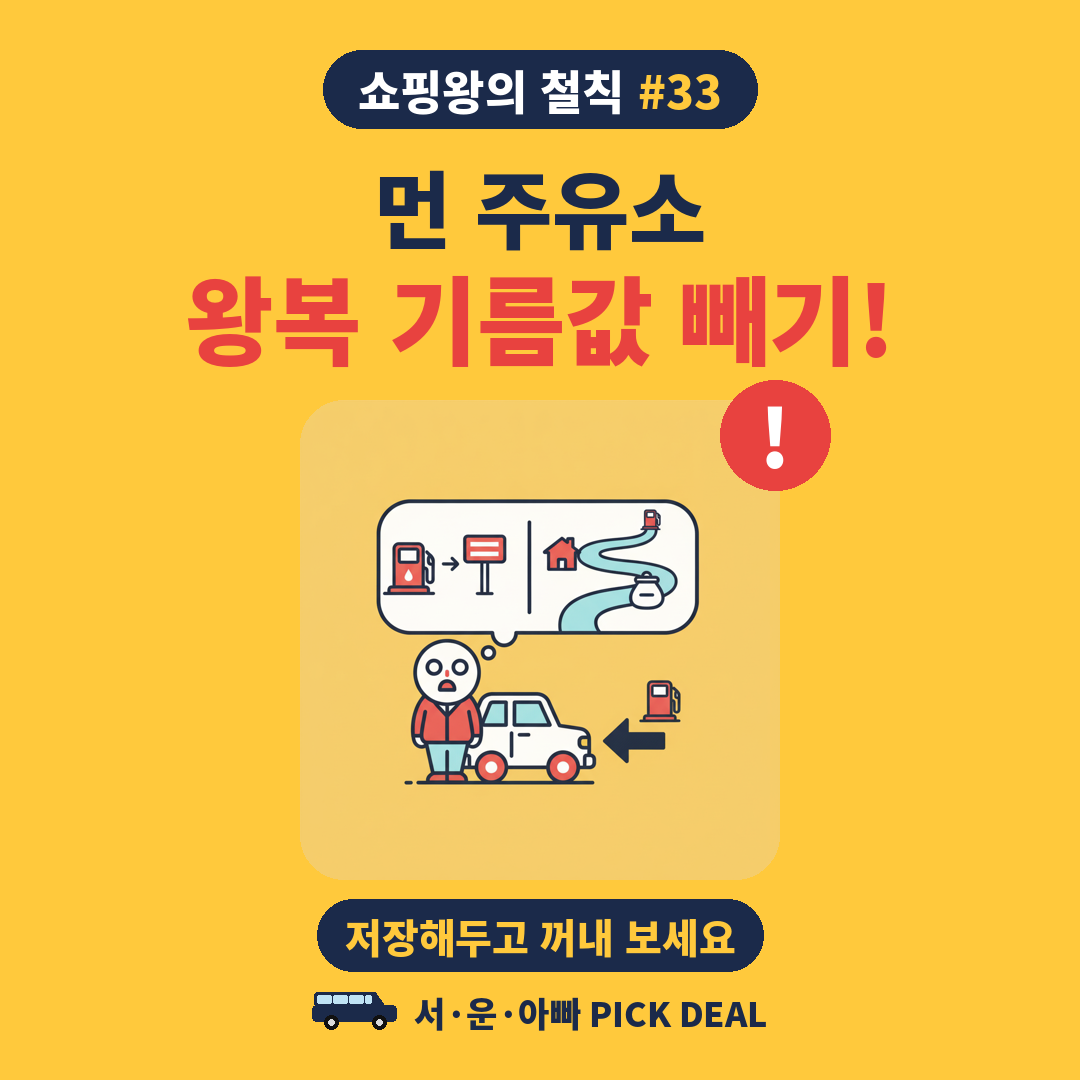 쇼핑왕의 철칙 #33
먼 주유소
왕복 기름값 빼기!
!
저장해두고 꺼내 보세요
서·운·아빠 PICK DEAL